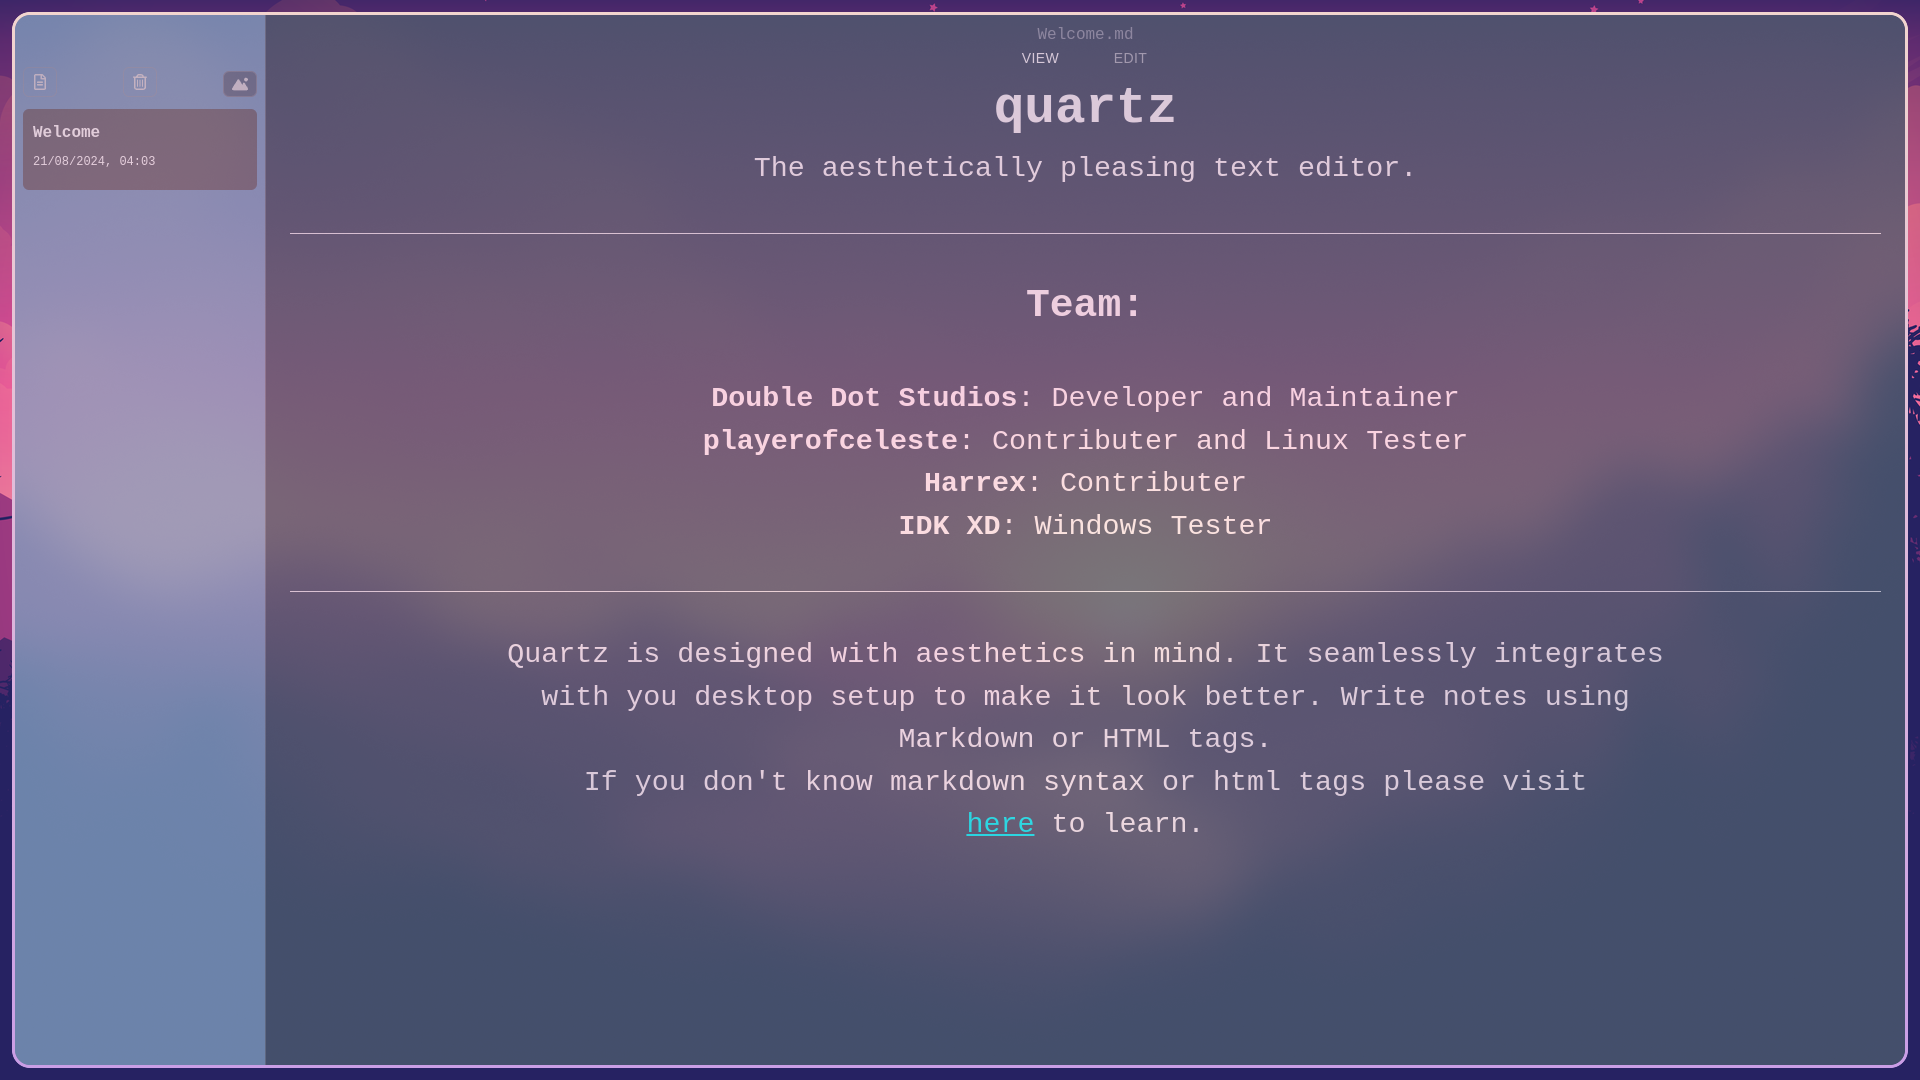 Welcome.md
VIEW EDIT
Welcome
21/08/2024, 04:03
quartz
The aesthetically pleasing text editor.
Team:
Double Dot Studios: Developer and Maintainer
playerofceleste: Contributer and Linux Tester
Harrex: Contributer
IDK XD: Windows Tester
Quartz is designed with aesthetics in mind. It seamlessly integrates
with you desktop setup to make it look better. Write notes using
Markdown or HTML tags.
If you don't know markdown syntax or html tags please visit
here to learn.